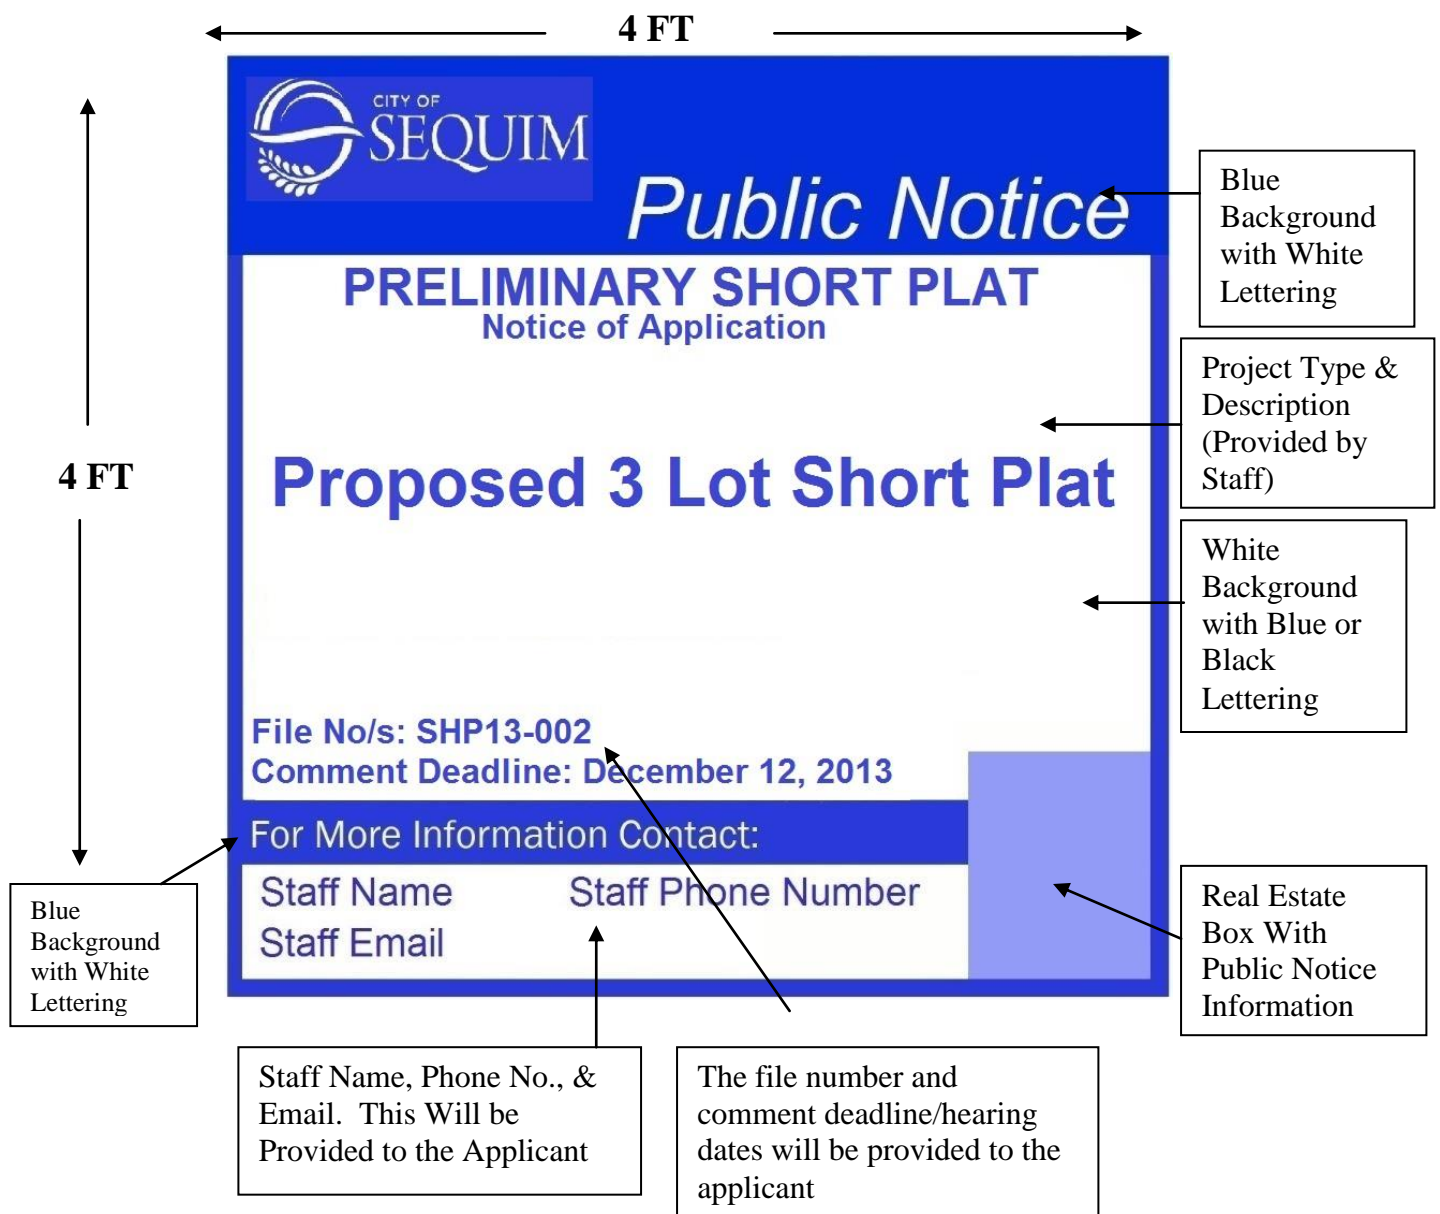 4 FT
CITY OF
SEQUIM
Public Notice
Blue
Background
with White
Lettering
PRELIMINARY SHORT PLAT
Notice of Application
Project Type &
Description
(Provided by
Staff)
4 FT
Proposed 3 Lot Short Plat
White
Background
with Blue or
Black
Lettering
File No/s: SHP13-002
Comment Deadline: December 12, 2013
For More Information Contact:
Staff Name Staff Phone Number
Staff Email
Blue
Background
with White
Lettering
Real Estate
Box With
Public Notice
Information
Staff Name, Phone No., &
Email. This Will be
Provided to the Applicant
The file number and
comment deadline/hearing
dates will be provided to the
applicant